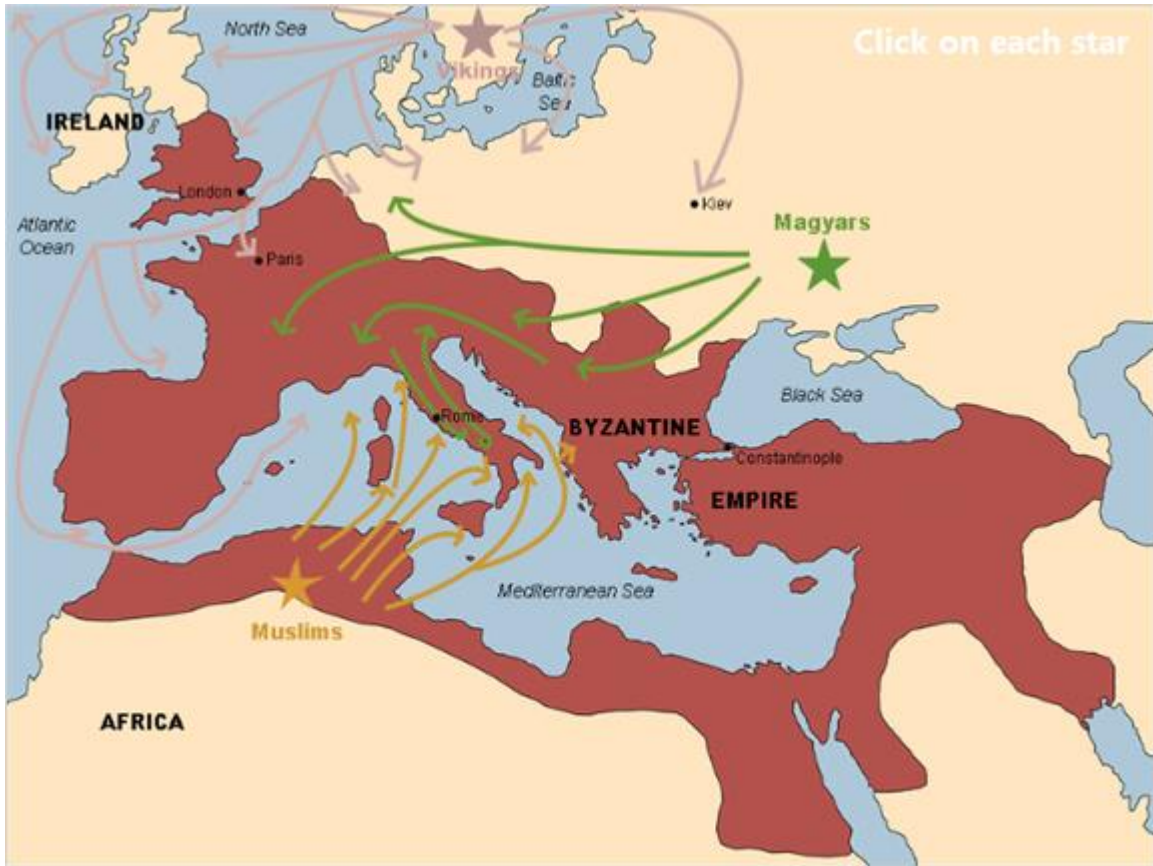 North Sea
Click on each star
Vikings
Baltic
Sea
IRELAND
London
Kiev
Atlantic
Ocean
Magyars
Paris
Black Sea
Rome
BYZANTINE
Constantinople
EMPIRE
Mediterranean Sea
Muslims
AFRICA